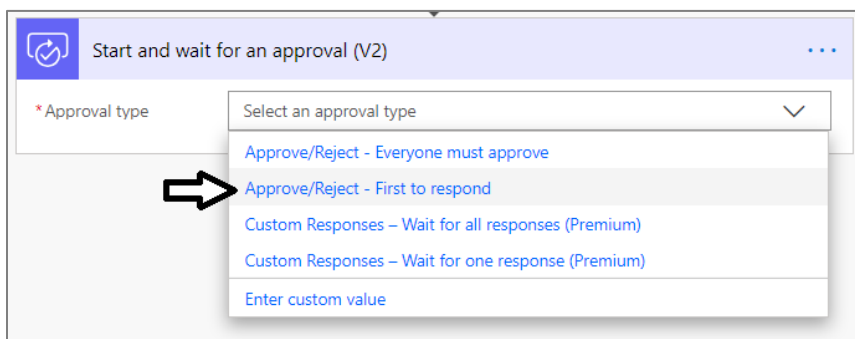 Start and wait for an approval (V2)
* Approval type
Select an approval type
Approve/Reject - Everyone must approve
Approve/Reject - First to respond
Custom Responses – Wait for all responses (Premium)
Custom Responses – Wait for one response (Premium)
Enter custom value